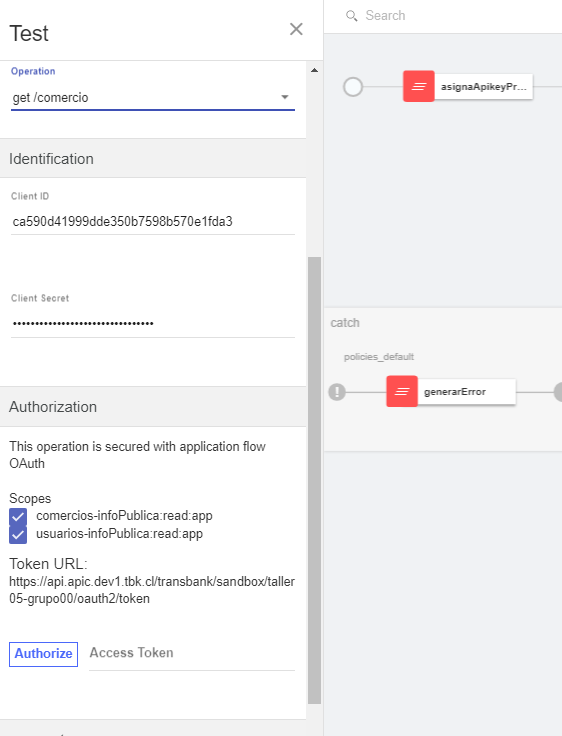 Test
Operation
get /comercio
Identification
Client ID
ca590d41999dde350b7598b570e1fda3
Client Secret
••••••••••••••••••••••••••••••••
Authorization
This operation is secured with application flow
OAuth
Scopes
comercios-infoPublica:read:app
usuarios-infoPublica:read:app
Token URL:
https://api.apic.dev1.tbk.cl/transbank/sandbox/taller
05-grupo00/oauth2/token
Authorize
Access Token
Search
asignaApikeyPr...
catch
policies_default
generarError